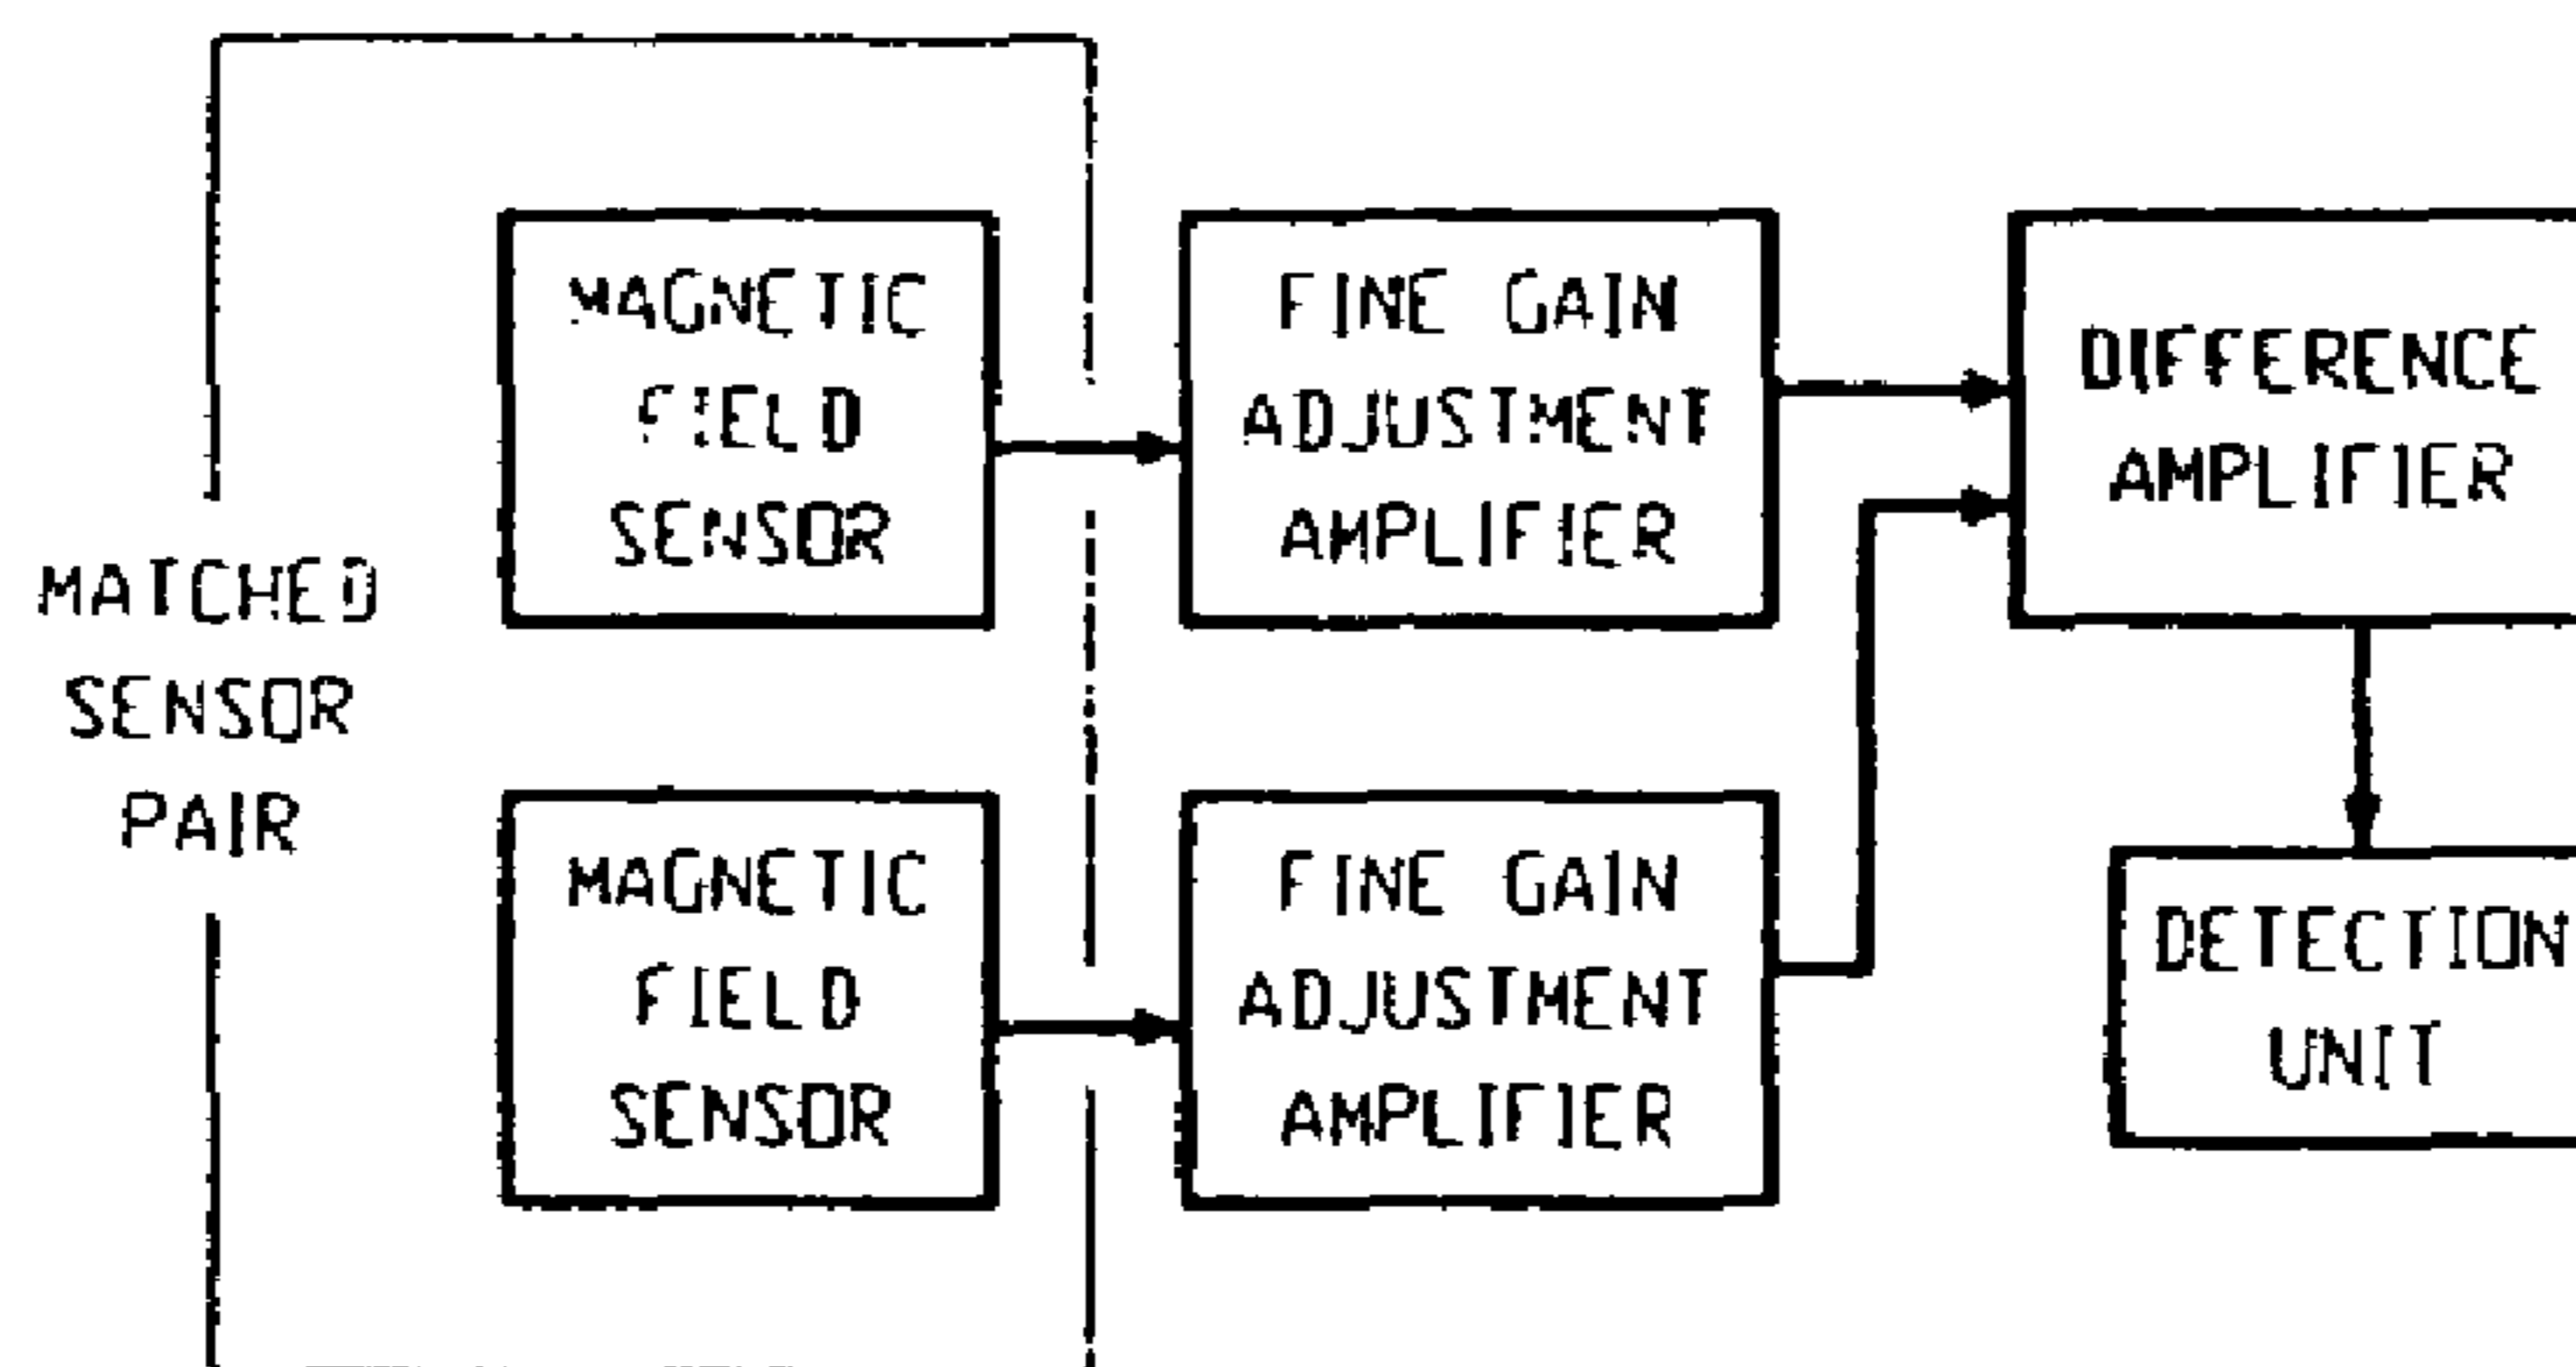 MAGNETIC
FIELD
SENSOR
FINE GAIN
ADJUSTMENT
AMPLIFIER
DIFFERENCE
AMPLIFIER
MATCHED
SENSOR
PAIR
MAGNETIC
FIELD
SENSOR
FINE GAIN
ADJUSTMENT
AMPLIFIER
DETECTION
UNIT